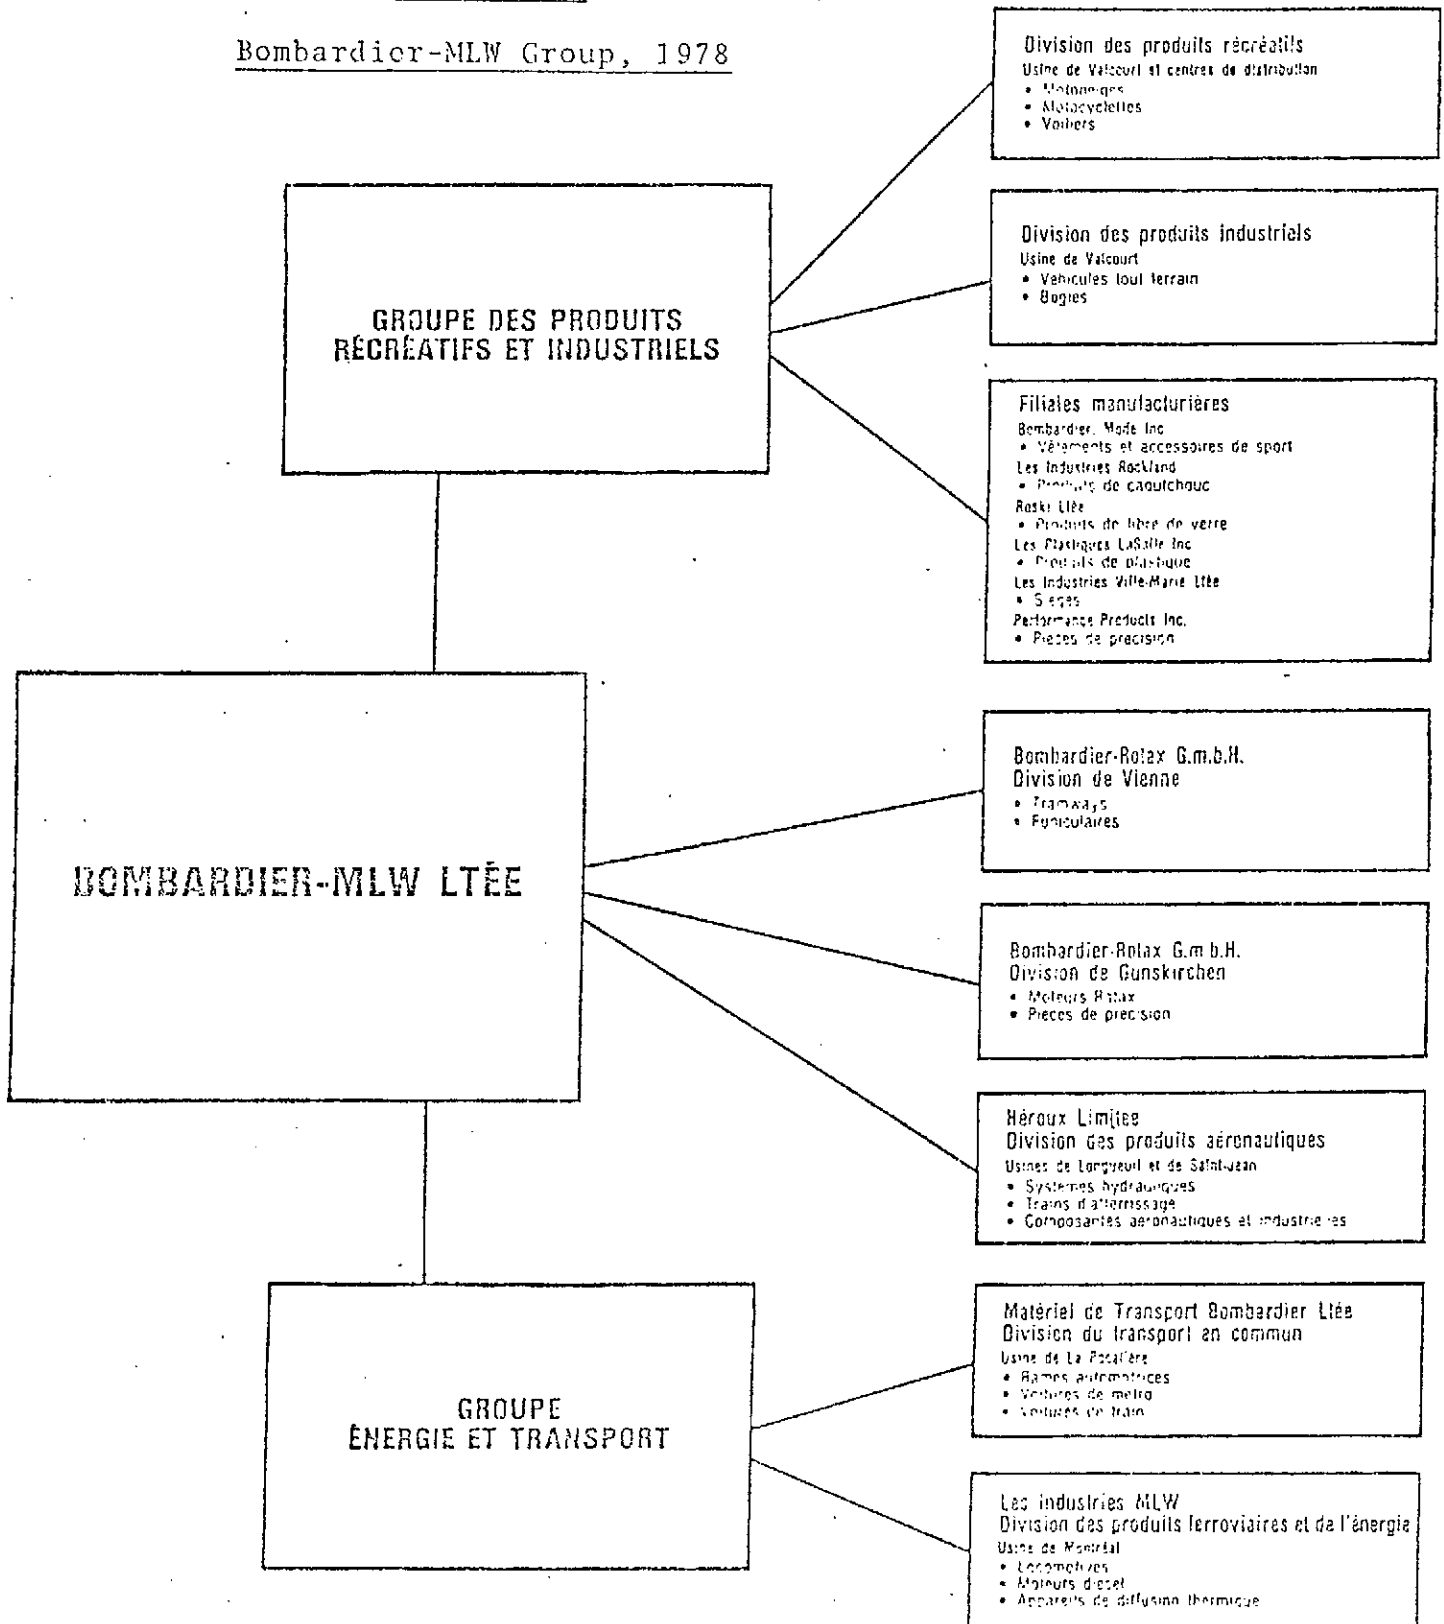 Bombardier-MLW Group, 1978
Division des produits récréatifs
Usine de Valcourt et centres de distribution
• Motoneiges
• Motocyclettes
• Voiliers
GROUPE DES PRODUITS
RÉCRÉATIFS ET INDUSTRIELS
Division des produits industriels
Usine de Valcourt
• Véhicules tout terrain
• Bogies
Filiales manufacturières
Bombardier, Mode Inc
• Vêtements et accessoires de sport
Les Industries Rockland
• Produits de caoutchouc
Roski Ltée
• Produits de fibre de verre
Les Plastiques LaSalle Inc
• Produits de plastique
Les Industries Ville-Marie Ltée
• Sièges
Performance Products Inc.
• Pièces de précision
BOMBARDIER-MLW LTÉE
Bombardier-Rotax G.m.b.H.
Division de Vienne
• Tramways
• Funiculaires
Bombardier-Rotax G.m.b.H.
Division de Gunskirchen
• Moteurs Rotax
• Pièces de précision
Héroux Limitée
Division des produits aéronautiques
Usines de Longueuil et de Saint-Jean
• Systèmes hydrauliques
• Trains d'atterrissage
• Composantes aéronautiques et industrielles
GROUPE
ÉNERGIE ET TRANSPORT
Matériel de Transport Bombardier Ltée
Division du transport en commun
Usine de La Pocatière
• Rames automotrices
• Voitures de métro
• Voitures de train
Les industries MLW
Division des produits ferroviaires et de l'énergie
Usine de Montréal
• Locomotives
• Moteurs diesel
• Appareils de diffusion thermique